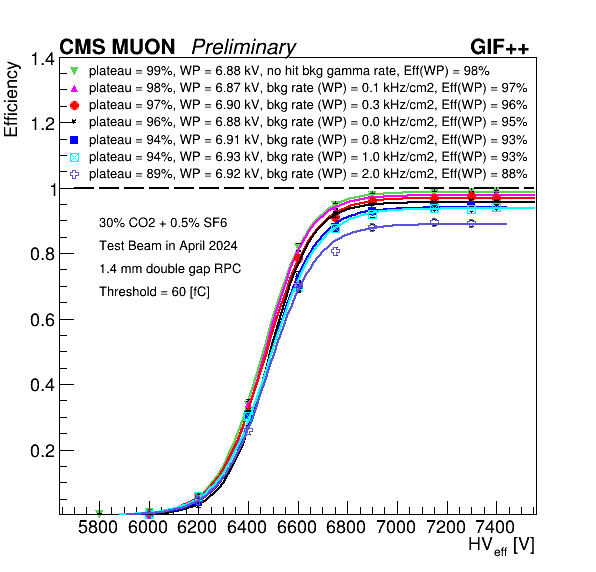 CMS MUON Preliminary GIF++
Efficiency
1.4
1.2
1
0.8
0.6
0.4
0.2
plateau = 99%, WP = 6.88 kV, no hit bkg gamma rate, Eff(WP) = 98%
plateau = 98%, WP = 6.87 kV, bkg rate (WP) = 0.1 kHz/cm2, Eff(WP) = 97%
plateau = 97%, WP = 6.90 kV, bkg rate (WP) = 0.3 kHz/cm2, Eff(WP) = 96%
plateau = 96%, WP = 6.88 kV, bkg rate (WP) = 0.0 kHz/cm2, Eff(WP) = 95%
plateau = 94%, WP = 6.91 kV, bkg rate (WP) = 0.8 kHz/cm2, Eff(WP) = 93%
plateau = 94%, WP = 6.93 kV, bkg rate (WP) = 1.0 kHz/cm2, Eff(WP) = 93%
plateau = 89%, WP = 6.92 kV, bkg rate (WP) = 2.0 kHz/cm2, Eff(WP) = 88%
30% CO2 + 0.5% SF6
Test Beam in April 2024
1.4 mm double gap RPC
Threshold = 60 [fC]
5800 6000 6200 6400 6600 6800 7000 7200 7400
HV_eff [V]